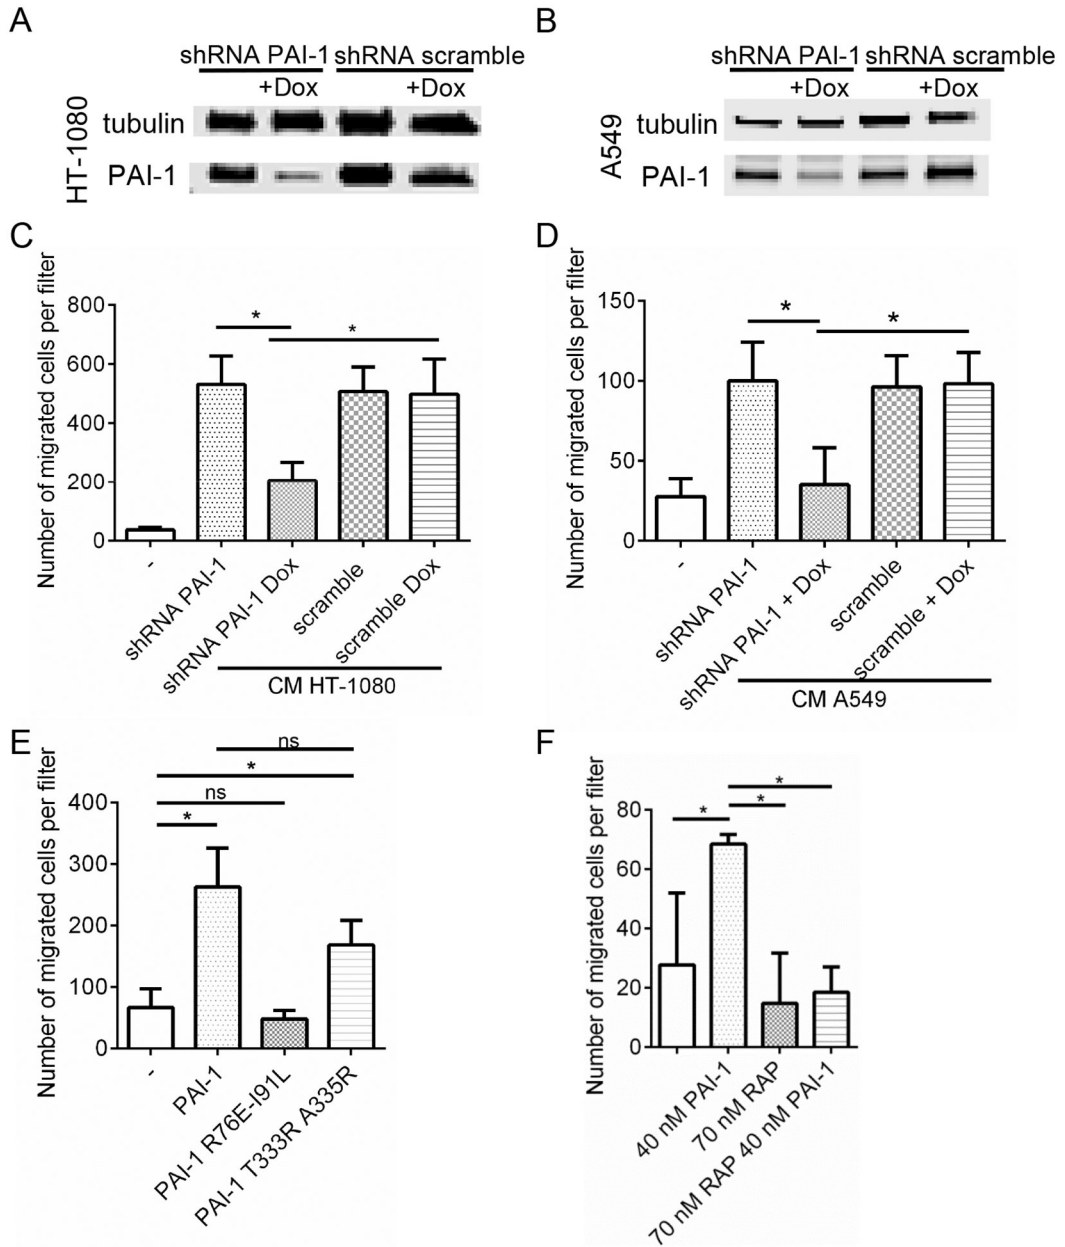 A
shRNA PAI-1 shRNA scramble
+Dox +Dox
HT-1080
tubulin
PAI-1
B
shRNA PAI-1 shRNA scramble
+Dox +Dox
A549
tubulin
PAI-1
C
Number of migrated cells per filter
800
600
400
200
0
* *
-
shRNA PAI-1
shRNA PAI-1 Dox
scramble
scramble Dox
CM HT-1080
D
Number of migrated cells per filter
150
100
50
0
* *
-
shRNA PAI-1
shRNA PAI-1 + Dox
scramble
scramble + Dox
CM A549
E
Number of migrated cells per filter
400
300
200
100
0
ns
*
ns
*
-
PAI-1
PAI-1 R76E-I91L
PAI-1 T333R A335R
F
Number of migrated cells per filter
80
60
40
20
0
*
*
*
40 nM PAI-1
70 nM RAP
70 nM RAP 40 nM PAI-1